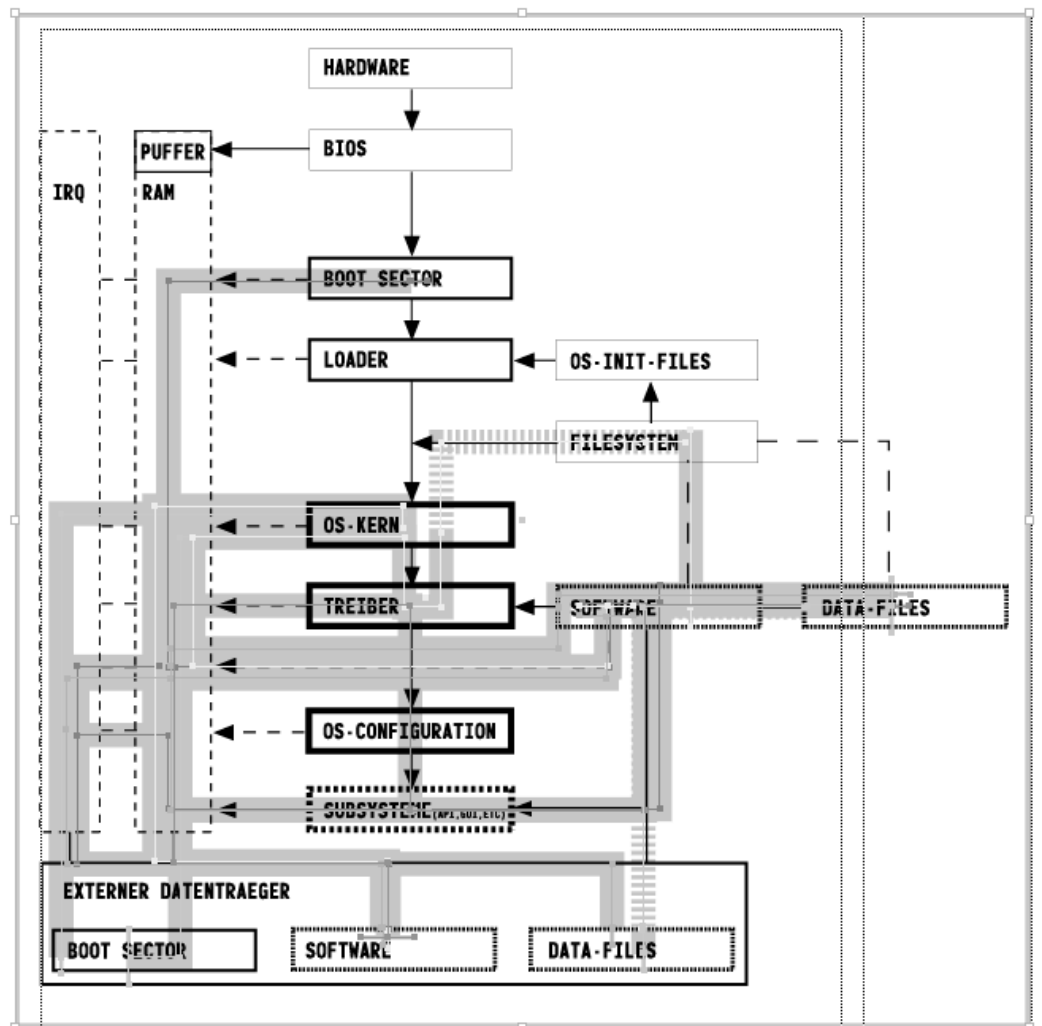 HARDWARE
BIOS
PUFFER
IRQ
RAM
BOOT SECTOR
LOADER
OS-INIT-FILES
FILESYSTEM
OS-KERN
TREIBER
SOFTWARE
DATA-FILES
OS-CONFIGURATION
SUBSYSTEME(API,GUI,ETC)
EXTERNER DATENTRAEGER
BOOT SECTOR
SOFTWARE
DATA-FILES